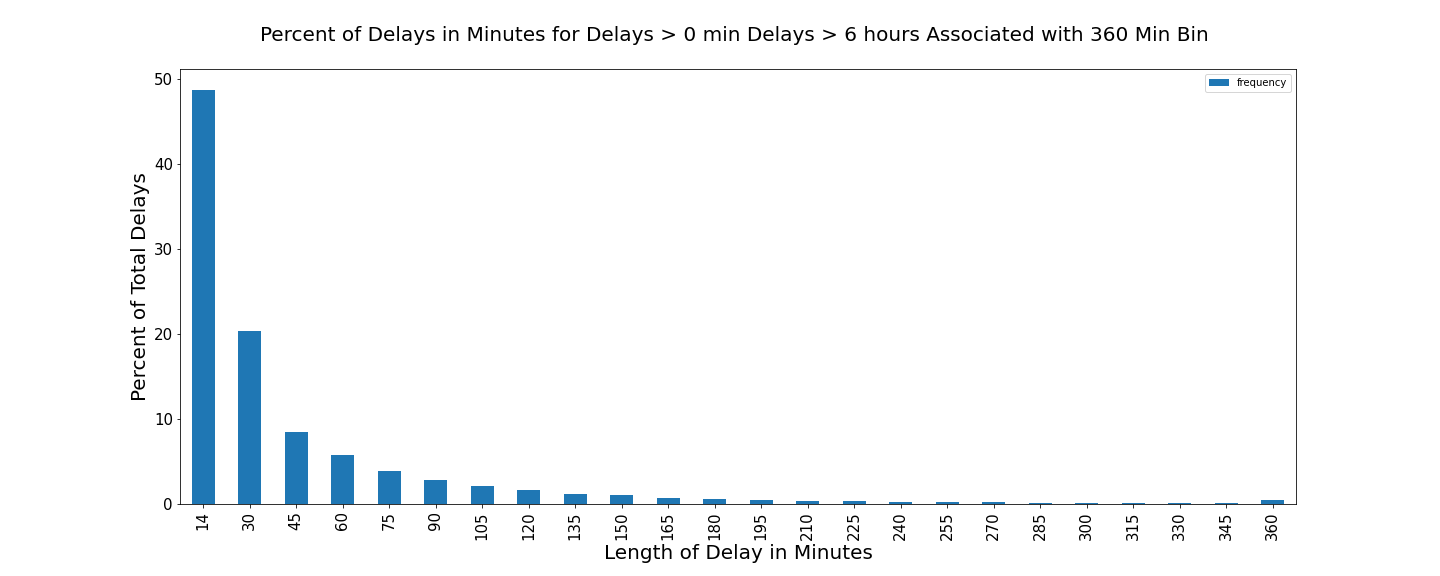 Percent of Delays in Minutes for Delays > 0 min Delays > 6 hours Associated with 360 Min Bin
frequency
Percent of Total Delays
50
40
30
20
10
0
14 30 45 60 75 90 105 120 135 150 165 180 195 210 225 240 255 270 285 300 315 330 345 360
Length of Delay in Minutes